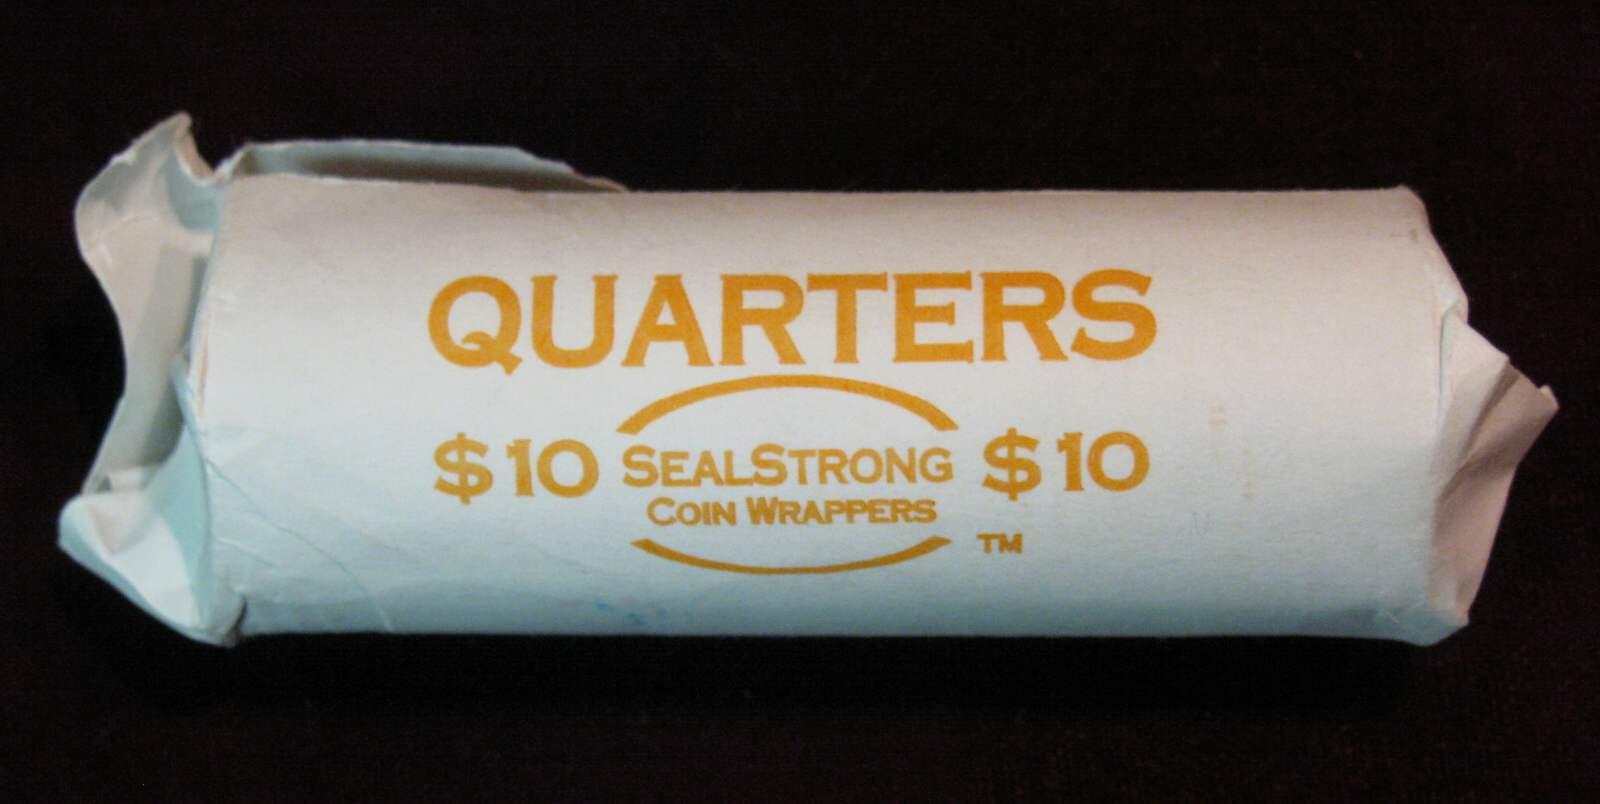 QUARTERS
$10 SEALSTRONG $10
COIN WRAPPERS
TM